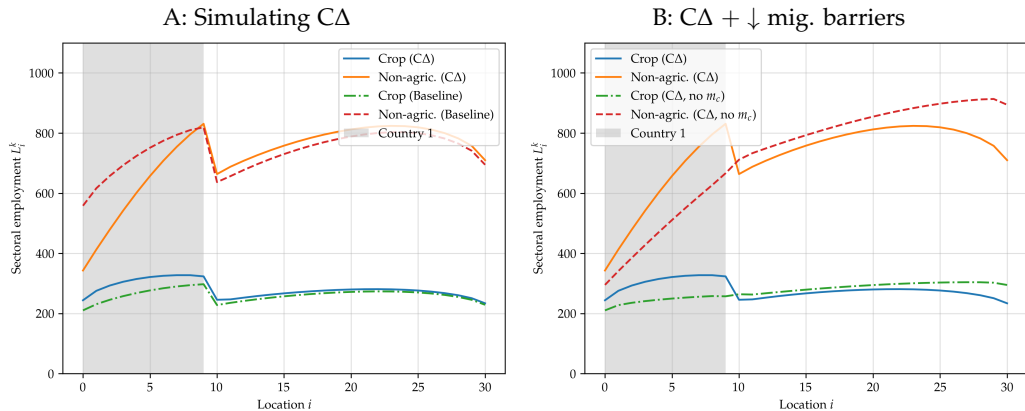 A: Simulating CΔ
1000
800
600
400
200
0
0
5
10
15
20
25
30
Sectoral employment L_i^k
Location i
Crop (CΔ)
Non-agric. (CΔ)
Crop (Baseline)
Non-agric. (Baseline)
Country 1
B: CΔ + ↓ mig. barriers
1000
800
600
400
200
0
0
5
10
15
20
25
30
Sectoral employment L_i^k
Location i
Crop (CΔ)
Non-agric. (CΔ)
Crop (CΔ, no m_c)
Non-agric. (CΔ, no m_c)
Country 1